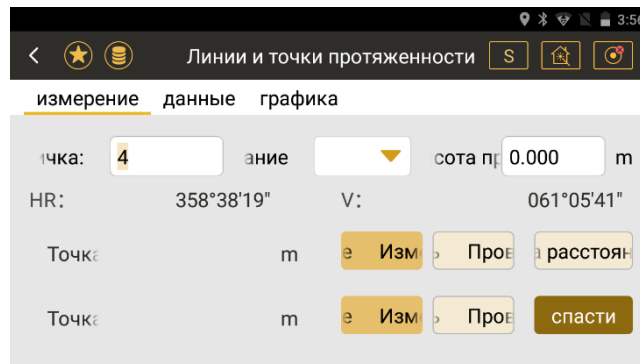 3:56
Линии и точки протяженности S
измерение данные графика
чка: 4 ание сота пр 0.000 m
HR: 358°38'19" V: 061°05'41"
Точка m е Изм ь Пров а расстоян
Точка m е Изм ь Пров спасти